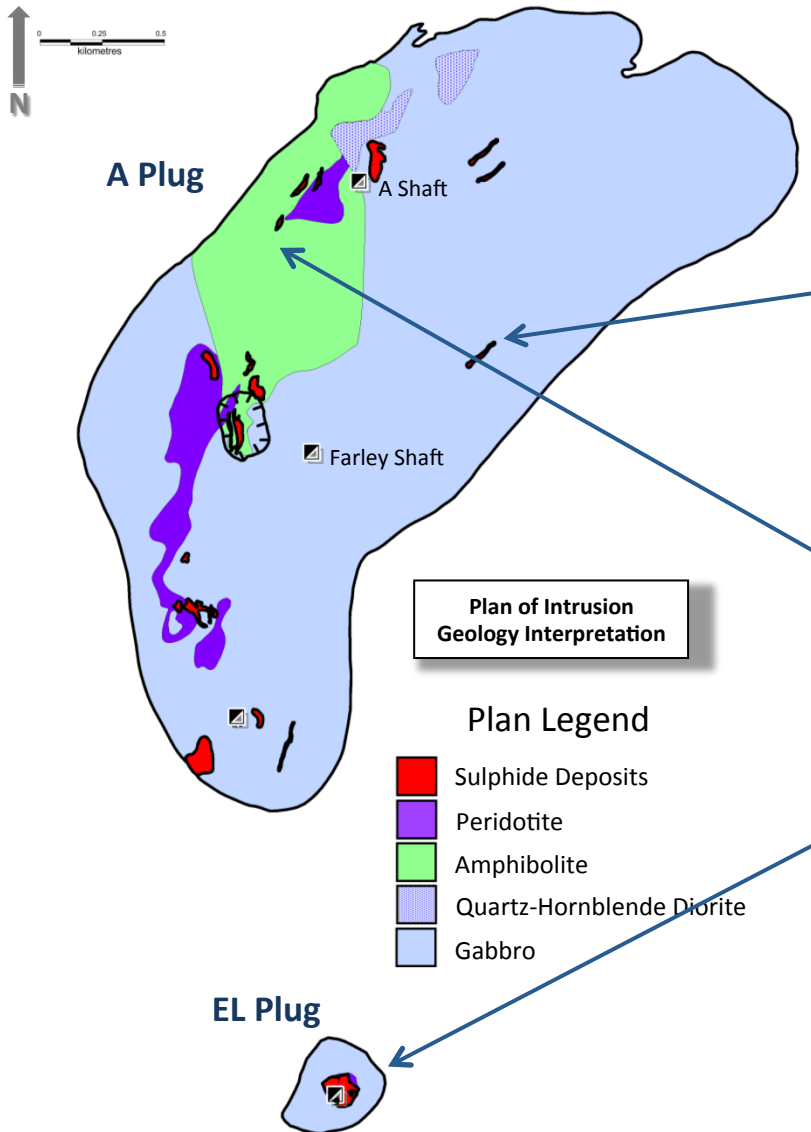 0 0.25 0.5
kilometres
N
A Plug
A Shaft
Farley Shaft
Plan of Intrusion
Geology Interpretation
Plan Legend
Sulphide Deposits
Peridotite
Amphibolite
Quartz-Hornblende Diorite
Gabbro
EL Plug